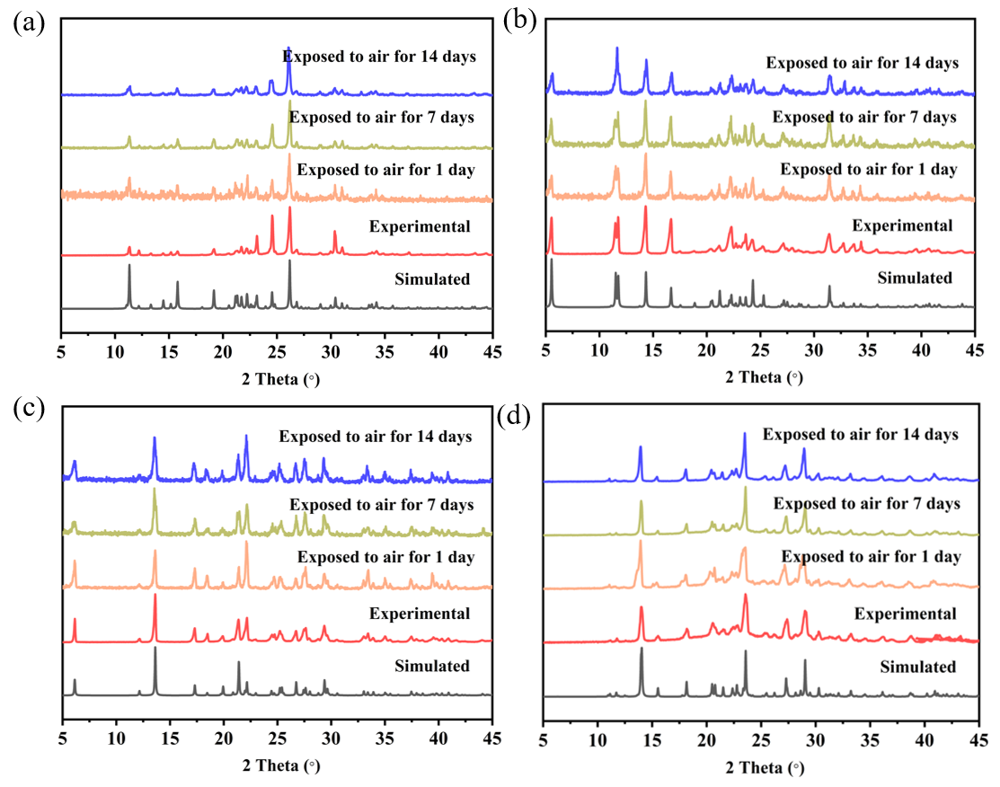 (a)
Exposed to air for 14 days
Exposed to air for 7 days
Exposed to air for 1 day
Experimental
Simulated
5 10 15 20 25 30 35 40 45
2 Theta (°)
(b)
Exposed to air for 14 days
Exposed to air for 7 days
Exposed to air for 1 day
Experimental
Simulated
5 10 15 20 25 30 35 40 45
2 Theta (°)
(c)
Exposed to air for 14 days
Exposed to air for 7 days
Exposed to air for 1 day
Experimental
Simulated
5 10 15 20 25 30 35 40 45
2 Theta (°)
(d)
Exposed to air for 14 days
Exposed to air for 7 days
Exposed to air for 1 day
Experimental
Simulated
5 10 15 20 25 30 35 40 45
2 Theta (°)